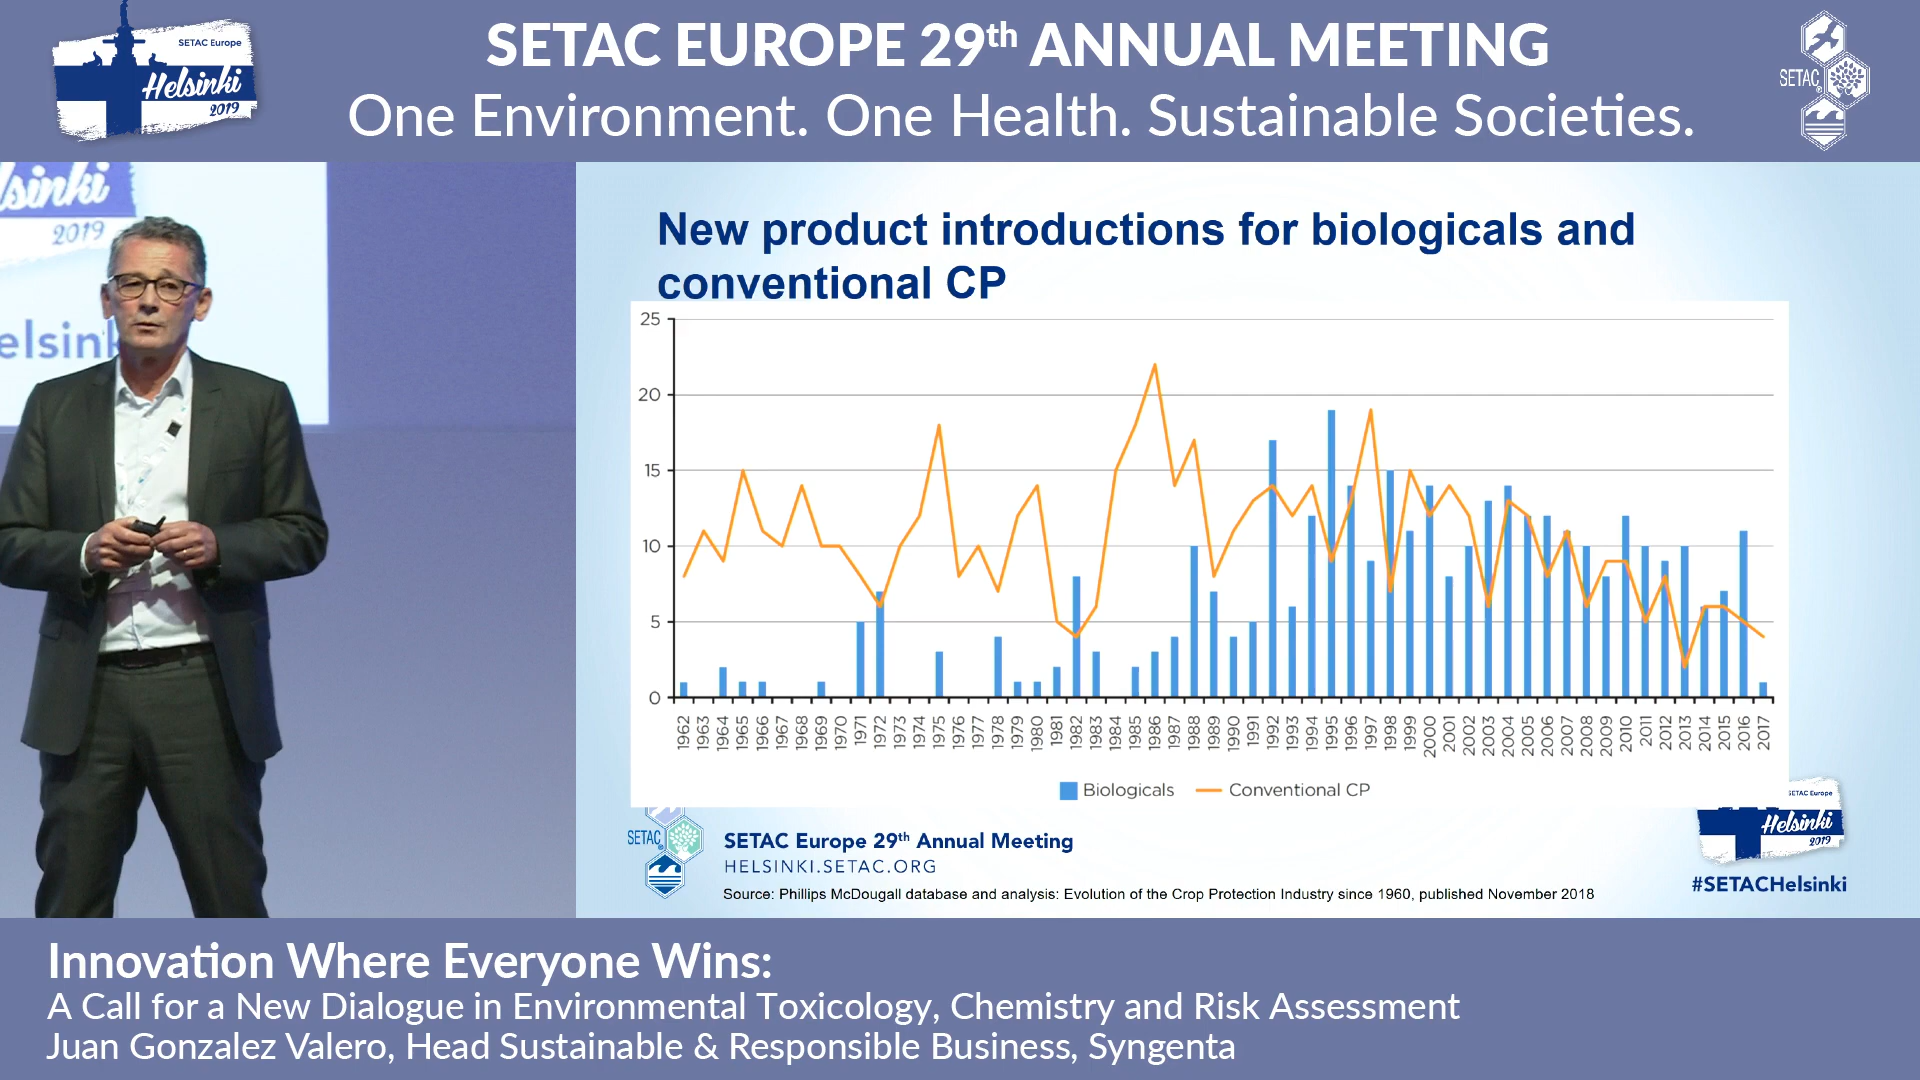 SETAC Europe
Helsinki
2019
SETAC EUROPE 29th ANNUAL MEETING
One Environment. One Health. Sustainable Societies.
SETAC
lsinki
2019
elsink
New product introductions for biologicals and
conventional CP
25
20
15
10
5
0
1962 1963 1964 1965 1966 1967 1968 1969 1970 1971 1972 1973 1974 1975 1976 1977 1978 1979 1980 1981 1982 1983 1984 1985 1986 1987 1988 1989 1990 1991 1992 1993 1994 1995 1996 1997 1998 1999 2000 2001 2002 2003 2004 2005 2006 2007 2008 2009 2010 2011 2012 2013 2014 2015 2016 2017
Biologicals Conventional CP
SETAC
SETAC Europe 29th Annual Meeting
HELSINKI.SETAC.ORG
Source: Phillips McDougall database and analysis: Evolution of the Crop Protection Industry since 1960, published November 2018
SETAC Europe
Helsinki
2019
#SETACHelsinki
Innovation Where Everyone Wins:
A Call for a New Dialogue in Environmental Toxicology, Chemistry and Risk Assessment
Juan Gonzalez Valero, Head Sustainable & Responsible Business, Syngenta